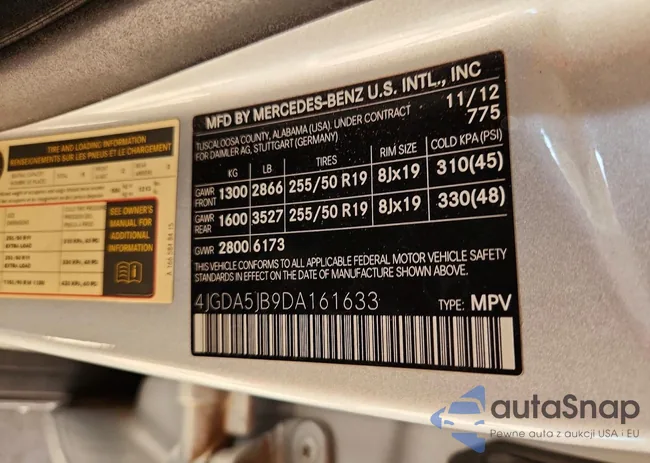 TIRE AND LOADING INFORMATION
RENSEIGNEMENTS SUR LES PNEUS ET LE CHARGEMENT
SEE OWNER'S
MANUAL FOR
ADDITIONAL
INFORMATION
MFD BY MERCEDES-BENZ U.S. INTL., INC
TUSCALOOSA COUNTY, ALABAMA (USA). UNDER CONTRACT 11/12
FOR DAIMLER AG, STUTTGART (GERMANY) 775
KG LB TIRES RIM SIZE COLD KPA (PSI)
GAWR FRONT 1300 2866 255/50 R19 8Jx19 310(45)
GAWR REAR 1600 3527 255/50 R19 8Jx19 330(48)
GVWR 2800 6173
THIS VEHICLE CONFORMS TO ALL APPLICABLE FEDERAL MOTOR VEHICLE SAFETY
STANDARDS IN EFFECT ON THE DATE OF MANUFACTURE SHOWN ABOVE.
4JGDA5JB9DA161633 TYPE: MPV
autaSnap
Pewne auta z aukcji USA i EU